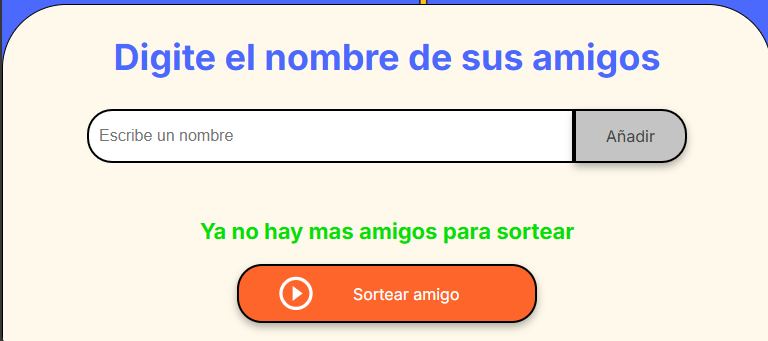 Digite el nombre de sus amigos
Escribe un nombre
Añadir
Ya no hay mas amigos para sortear
Sortear amigo